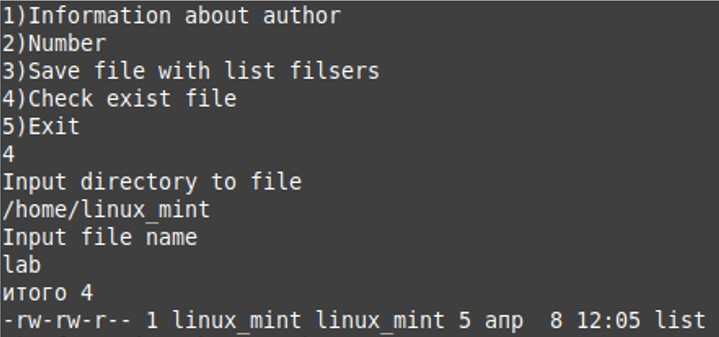 1)Information about author
2)Number
3)Save file with list filsers
4)Check exist file
5)Exit
4
Input directory to file
/home/linux_mint
Input file name
lab
итого 4
-rw-rw-r-- 1 linux_mint linux_mint 5 апр  8 12:05 list